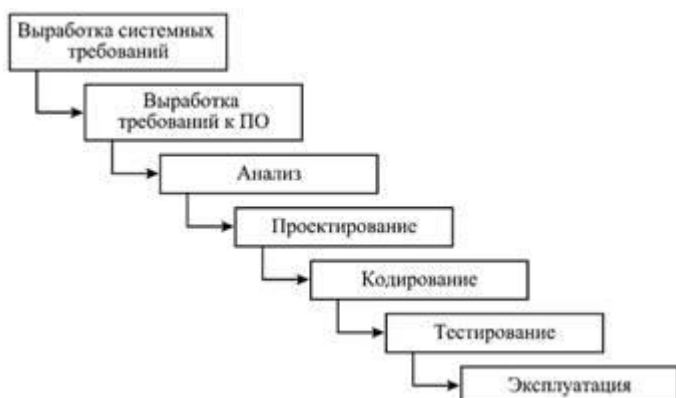 Выработка системных
требований
Выработка
требований к ПО
Анализ
Проектирование
Кодирование
Тестирование
Эксплуатация